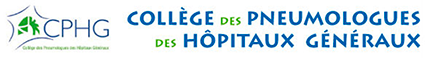 CPHG
Collège des Pneumologues des Hôpitaux Généraux
COLLÈGE DES PNEUMOLOGUES
DES HÔPITAUX GÉNÉRAUX